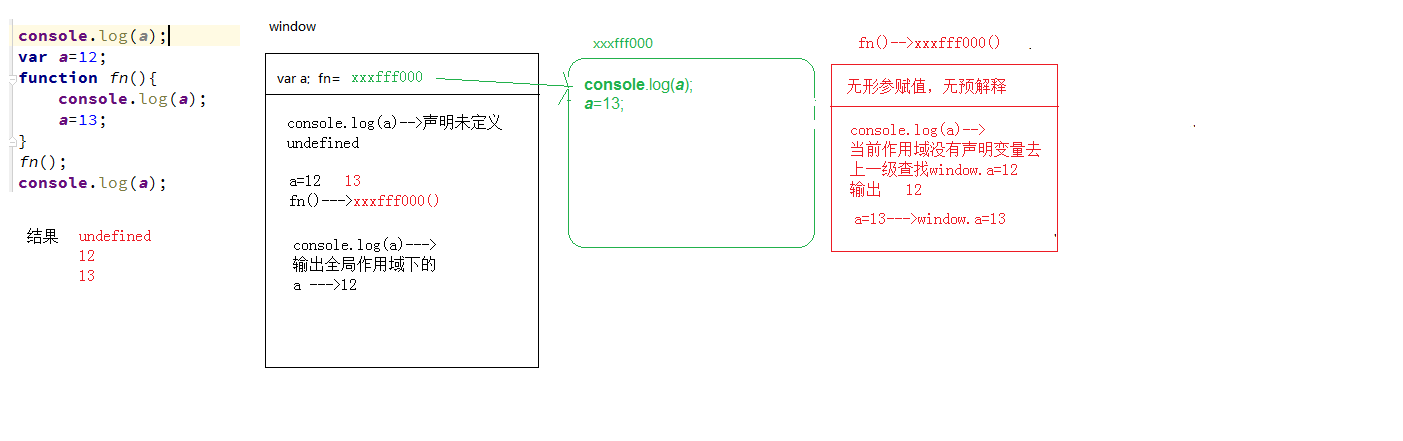 console.log(a);
var a=12;
function fn(){
console.log(a);
a=13;
}
fn();
console.log(a);
结果 undefined
12
13
window
var a; fn= xxxfff000
console.log(a)-->声明未定义
undefined
a=12 13
fn()--->xxxfff000()
console.log(a)--->
输出全局作用域下的
a --->12
xxxfff000
console.log(a);
a=13;
fn()-->xxxfff000()
无形参赋值，无预解释
console.log(a)-->
当前作用域没有声明变量去
上一级查找window.a=12
输出 12
a=13--->window.a=13